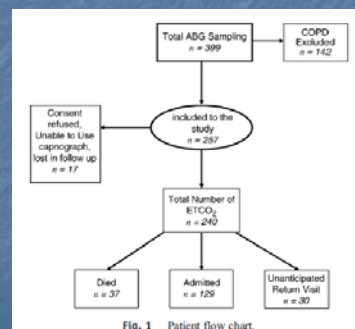 Total ABG Sampling
n = 399
COPD
Excluded
n = 142
Consent
refused,
Unable to Use
capnograph,
lost in follow up
n = 17
included to the
study
n = 257
Total Number of
ETCO2
n = 240
Died
n = 37
Admitted
n = 129
Unanticipated
Return Visit
n = 30
Fig. 1 Patient flow chart.